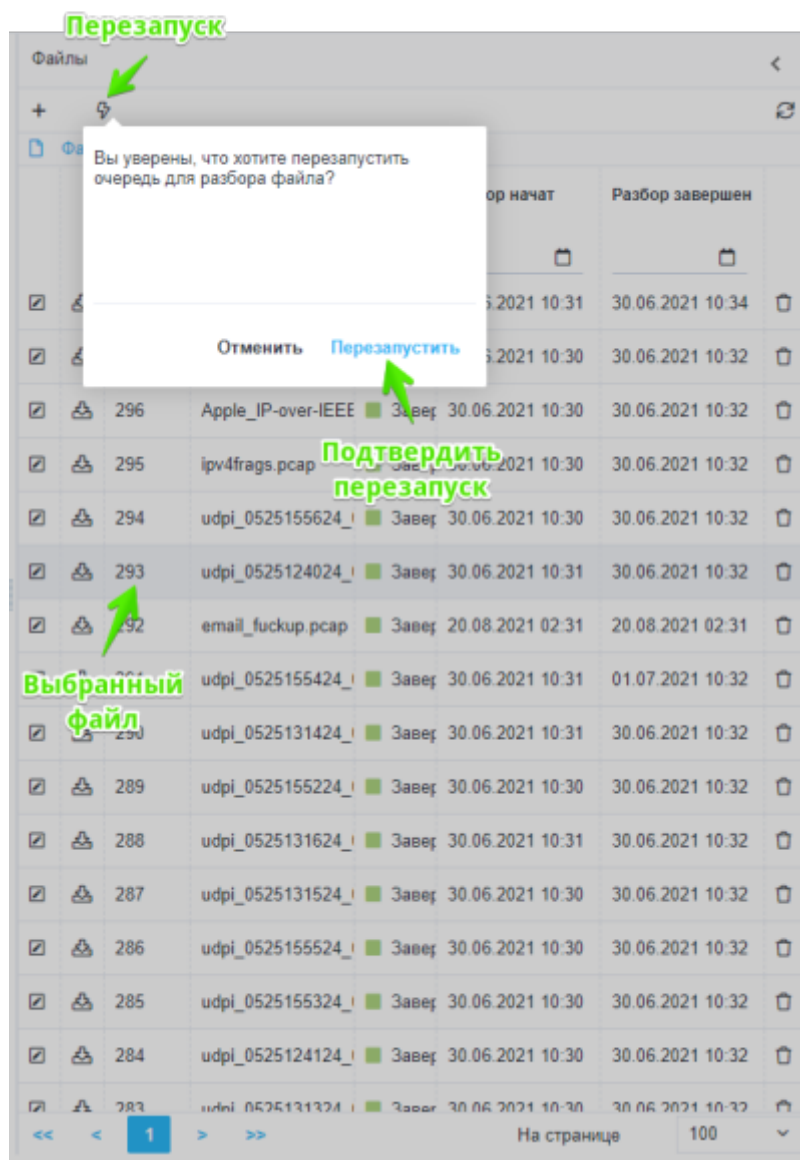 Перезапуск
Файлы
Вы уверены, что хотите перезапустить
очередь для разбора файла?
Отменить Перезапустить
ор начат Разбор завершен
5.2021 10:31 30.06.2021 10:34
5.2021 10:30 30.06.2021 10:32
296 Apple_IP-over-IEEE Завер 30.06.2021 10:30 30.06.2021 10:32
Подтвердить
перезапуск
295 ipv4frags.pcap 2021 10:30 30.06.2021 10:32
294 udpi_0525155624_ Завер 30.06.2021 10:30 30.06.2021 10:32
293 udpi_0525124024_ Завер 30.06.2021 10:31 30.06.2021 10:32
292 email_fuckup.pcap Завер 20.08.2021 02:31 20.08.2021 02:31
Выбранный
файл
udpi_0525155424_ Завер 30.06.2021 10:31 01.07.2021 10:32
290 udpi_0525131424_ Завер 30.06.2021 10:31 30.06.2021 10:32
289 udpi_0525155224_ Завер 30.06.2021 10:30 30.06.2021 10:32
288 udpi_0525131624_ Завер 30.06.2021 10:31 30.06.2021 10:32
287 udpi_0525131524_ Завер 30.06.2021 10:30 30.06.2021 10:32
286 udpi_0525155524_ Завер 30.06.2021 10:30 30.06.2021 10:32
285 udpi_0525155324_ Завер 30.06.2021 10:30 30.06.2021 10:32
284 udpi_0525124124_ Завер 30.06.2021 10:30 30.06.2021 10:32
283 udpi_0525131324_ Завер 30.06.2021 10:30 30.06.2021 10:32
<< < 1 > >> На странице 100